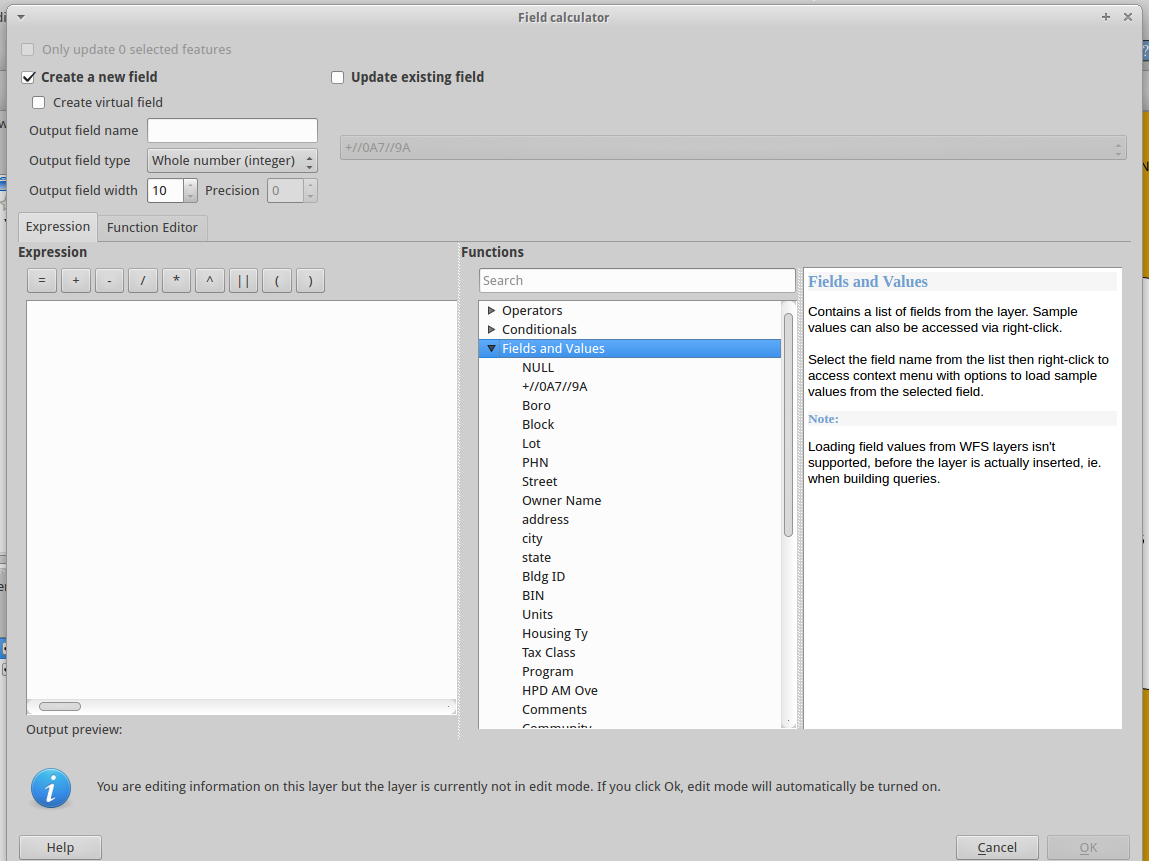 Field calculator
Only update 0 selected features
Create a new field
Update existing field
Create virtual field
Output field name
Output field type Whole number (integer)
+//0A7//9A
Output field width 10 Precision 0
Expression Function Editor
Expression
= + - / * ^ || ( )
Output preview:
Functions
Search
Operators
Conditionals
Fields and Values
NULL
+//0A7//9A
Boro
Block
Lot
PHN
Street
Owner Name
address
city
state
Bldg ID
BIN
Units
Housing Ty
Tax Class
Program
HPD AM Ove
Comments
Community
Fields and Values
Contains a list of fields from the layer. Sample
values can also be accessed via right-click.
Select the field name from the list then right-click to
access context menu with options to load sample
values from the selected field.
Note:
Loading field values from WFS layers isn't
supported, before the layer is actually inserted, ie.
when building queries.
You are editing information on this layer but the layer is currently not in edit mode. If you click Ok, edit mode will automatically be turned on.
Help
Cancel
OK